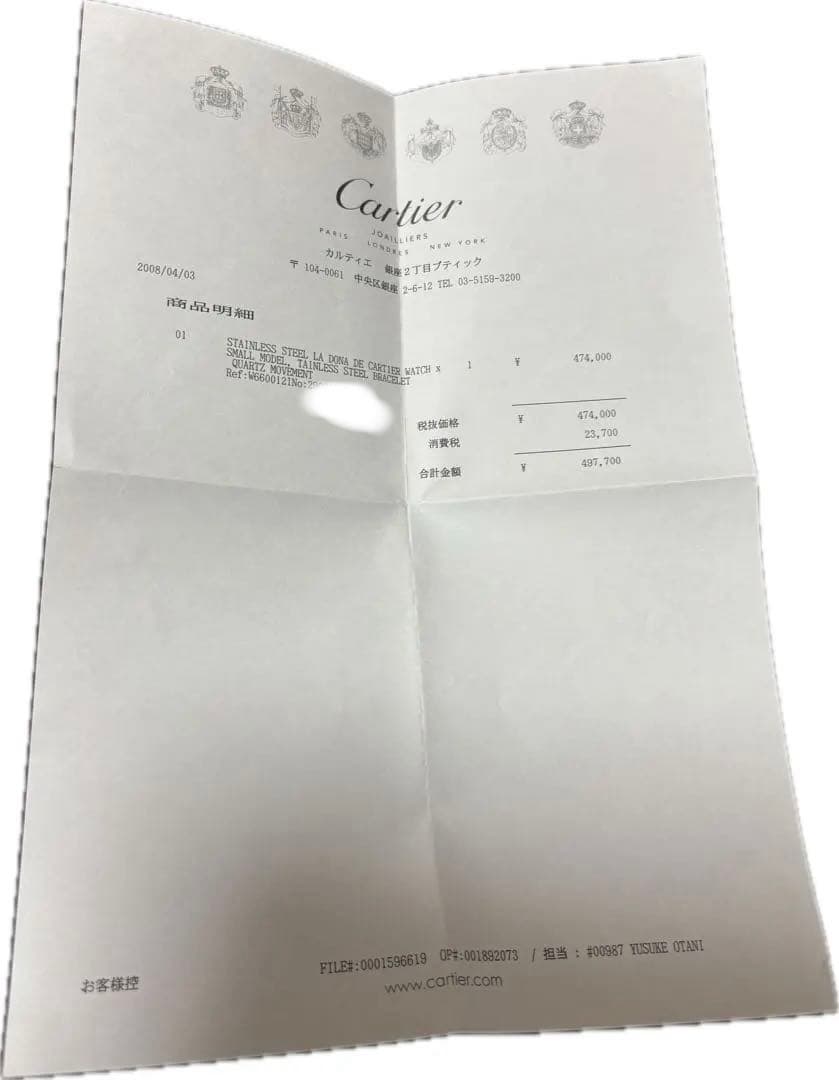 Cartier
JOAILLIERS
PARIS LONDRES NEW YORK
カルティエ 銀座2丁目ブティック
〒 104-0061 中央区銀座 2-6-12 TEL 03-5159-3200
2008/04/03
商品明細
01 STAINLESS STEEL LA DONA DE CARTIER WATCH x 1 ¥ 474,000
SMALL MODEL, TAINLESS STEEL BRACELET
QUARTZ MOVEMENT
Ref:W6600121No:
税抜価格 ¥ 474,000
消費税 23,700
合計金額 ¥ 497,700
FILE#:0001596619 OP#:001892073 / 担当 : #00987 YUSUKE OTANI
お客様控
www.cartier.com